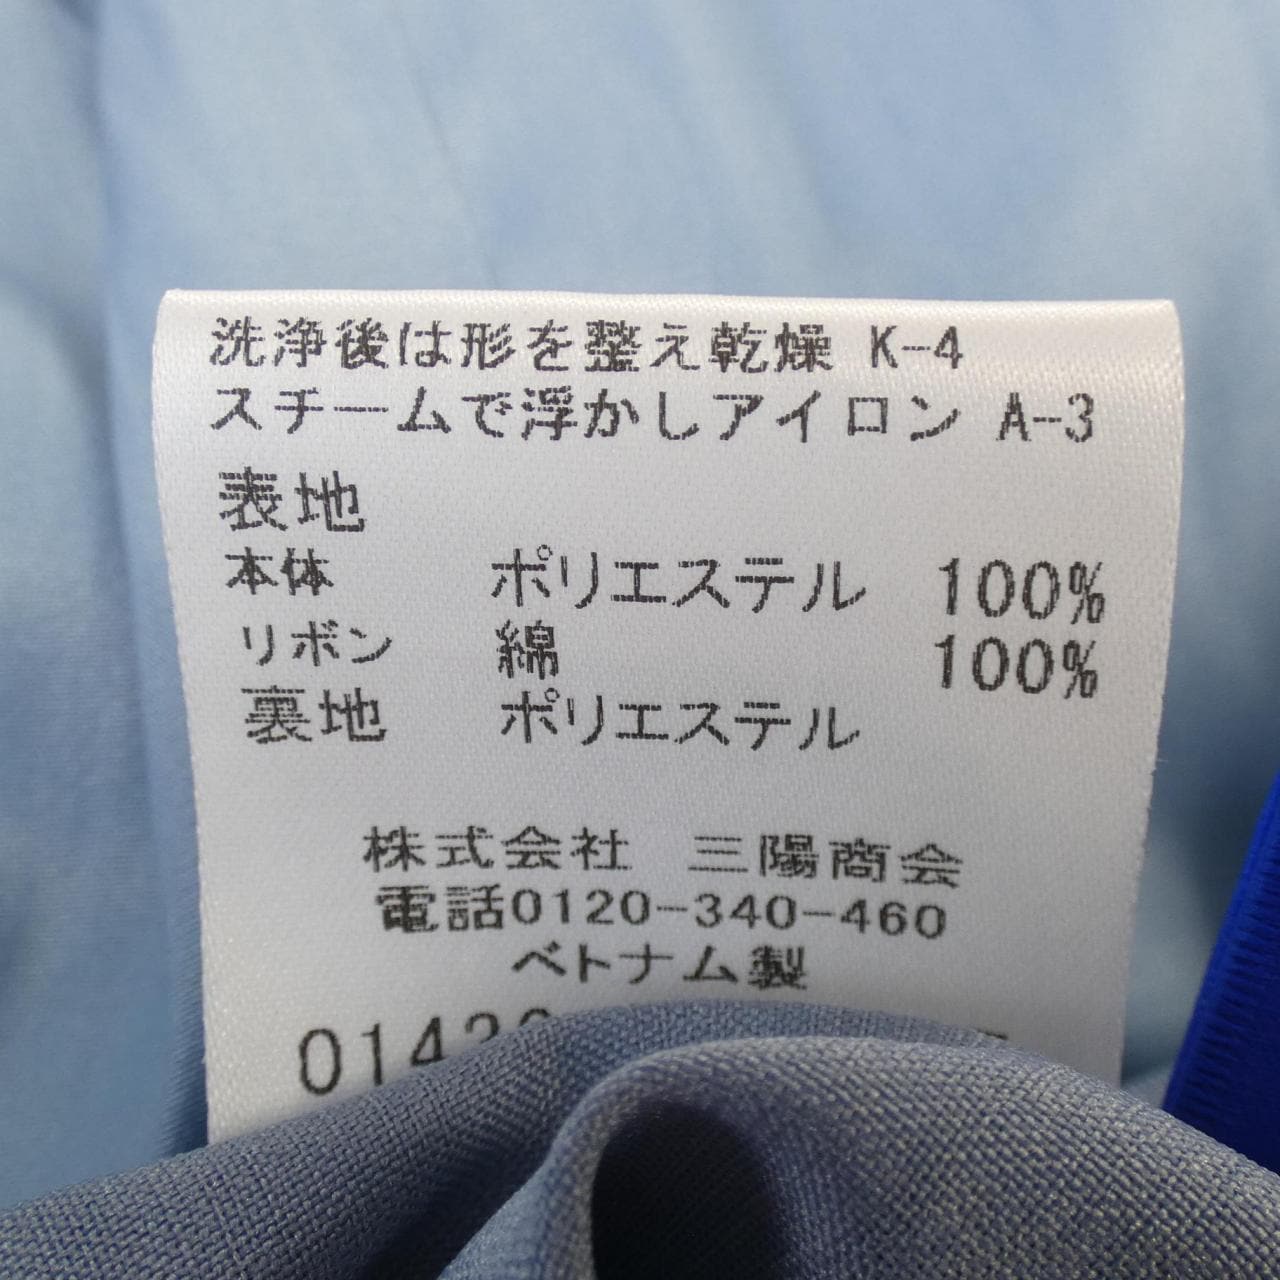 洗浄後は形を整え乾燥 K-4
スチームで浮かしアイロン A-3
表地
本体 ポリエステル 100%
リボン 綿 100%
裏地 ポリエステル
株式会社 三陽商会
電話0120-340-460
ベトナム製